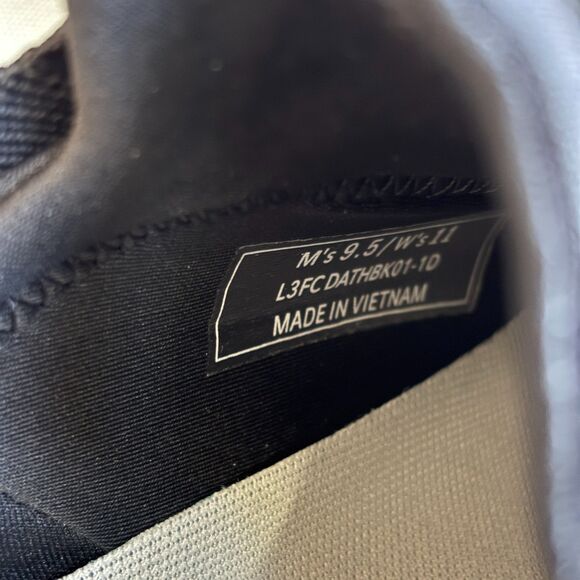 M's 9.5/W's 11
L3FC DATHBK01-1D
MADE IN VIETNAM